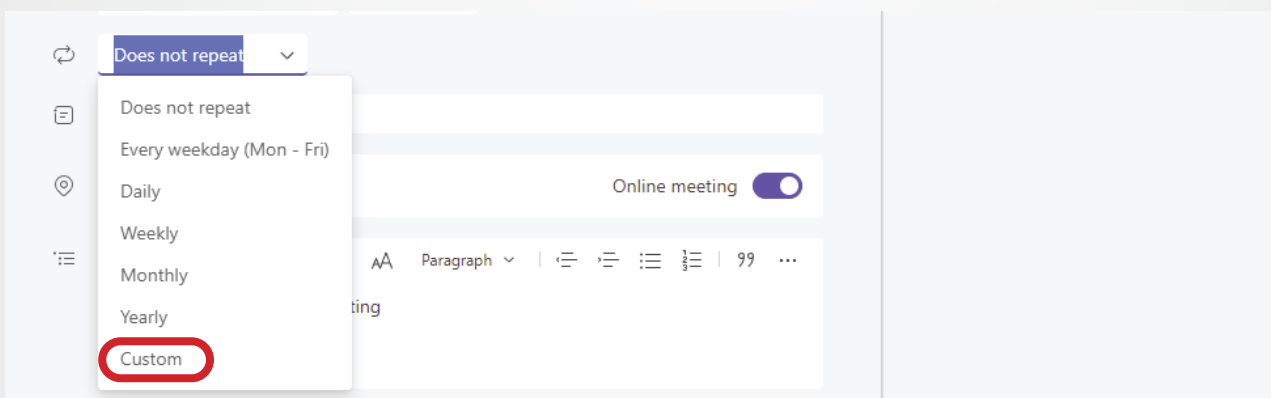 Does not repeat
Does not repeat
Every weekday (Mon - Fri)
Daily
Online meeting
Weekly
Paragraph
Monthly
ting
Yearly
Custom